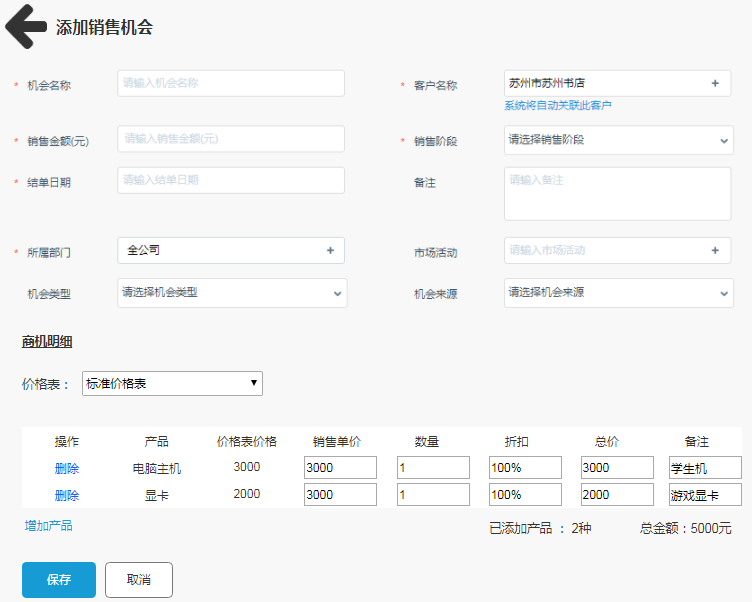 添加销售机会
* 机会名称 请输入机会名称 * 客户名称 苏州市苏州书店 +
系统将自动关联此客户
* 销售金额(元) 请输入销售金额(元) * 销售阶段 请选择销售阶段
* 结单日期 请输入结单日期 备注 请输入备注
* 所属部门 全公司 + 市场活动 请输入市场活动 +
机会类型 请选择机会类型 机会来源 请选择机会来源
商机明细
价格表： 标准价格表
操作 产品 价格表价格 销售单价 数量 折扣 总价 备注
删除 电脑主机 3000 3000 1 100% 3000 学生机
删除 显卡 2000 3000 1 100% 2000 游戏显卡
增加产品 已添加产品 ： 2种 总金额：5000元
保存 取消